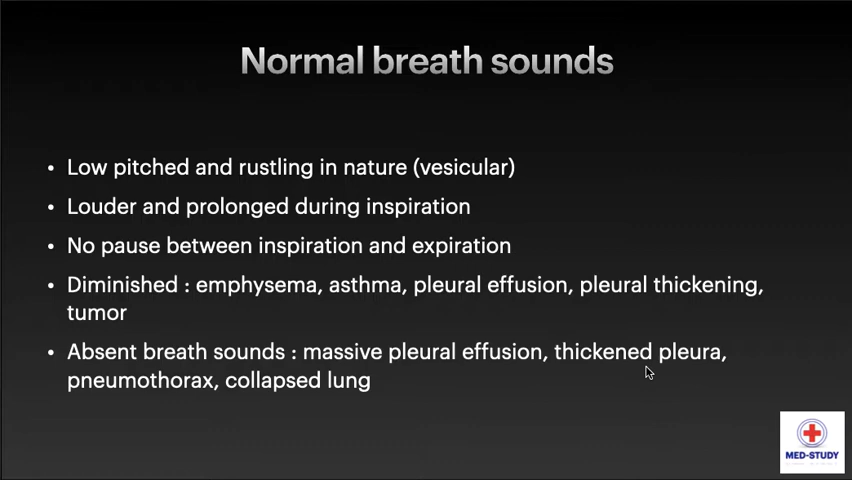 Normal breath sounds
• Low pitched and rustling in nature (vesicular)
• Louder and prolonged during inspiration
• No pause between inspiration and expiration
• Diminished : emphysema, asthma, pleural effusion, pleural thickening,
tumor
• Absent breath sounds : massive pleural effusion, thickened pleura,
pneumothorax, collapsed lung
MED-STUDY